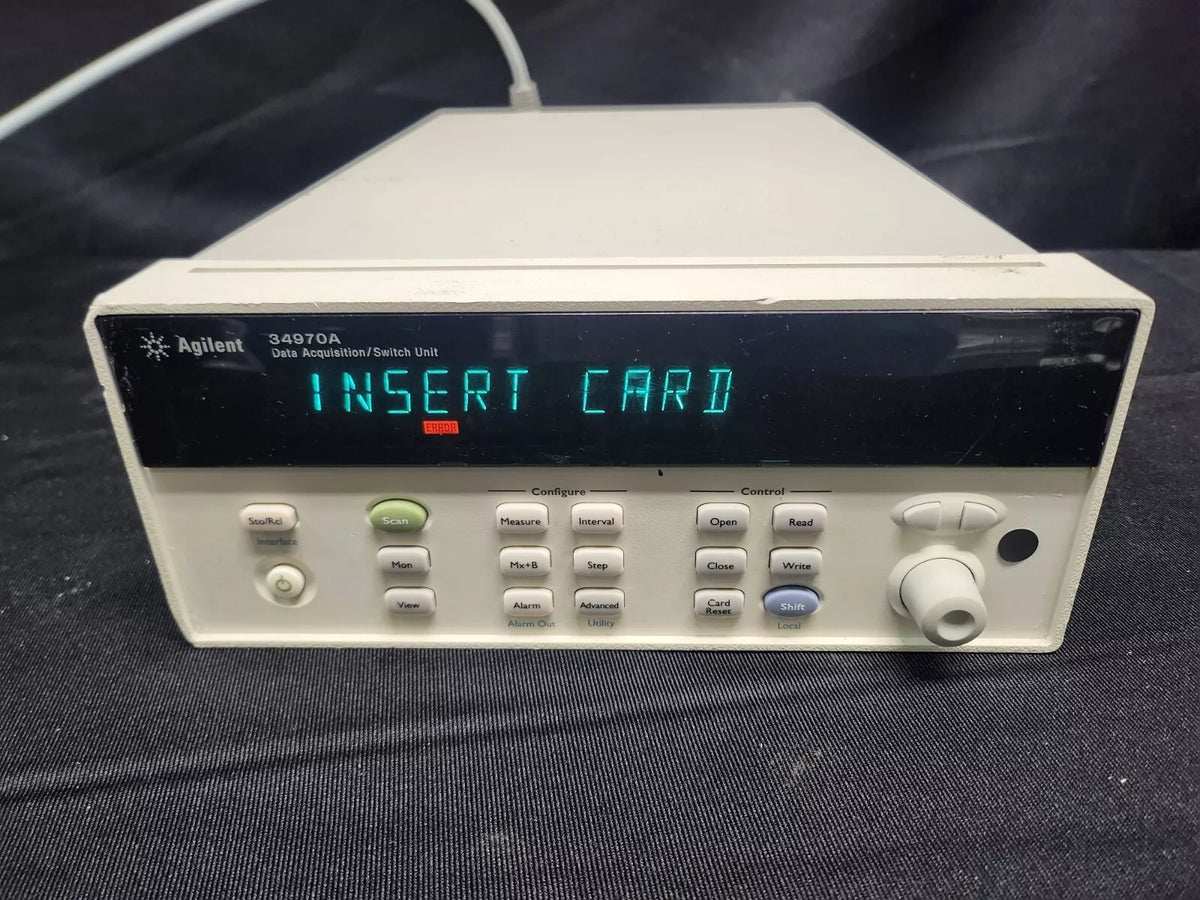 Agilent
34970A
Data Acquisition/Switch Unit
INSERT CARD
ERROR
Configure
Control
Sto/Rcl
Scan
Measure
Interval
Open
Read
Interface
Mon
Mx+B
Step
Close
Write
View
Alarm
Advanced
Card
Reset
Shift
Alarm Out
Utility
Local